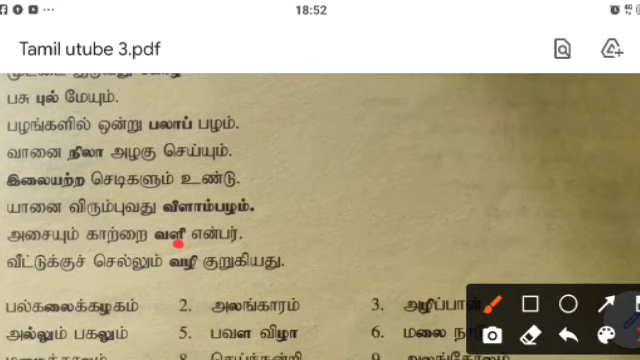 18:52
Tamil utube 3.pdf
பசு புல் மேயும்.
பழங்களில் ஒன்று பலாப் பழம்.
வானை நிலா அழகு செய்யும்.
இலையற்ற செடிகளும் உண்டு.
யானை விரும்புவது விளாம்பழம்.
அசையும் காற்றை வளி என்பர்.
வீட்டுக்குச் செல்லும் வழி குறுகியது.
பல்கலைக்கழகம் 2. அலங்காரம் 3. அழிப்பான்
அல்லும் பகலும் 5. பவள விழா 6. மலை